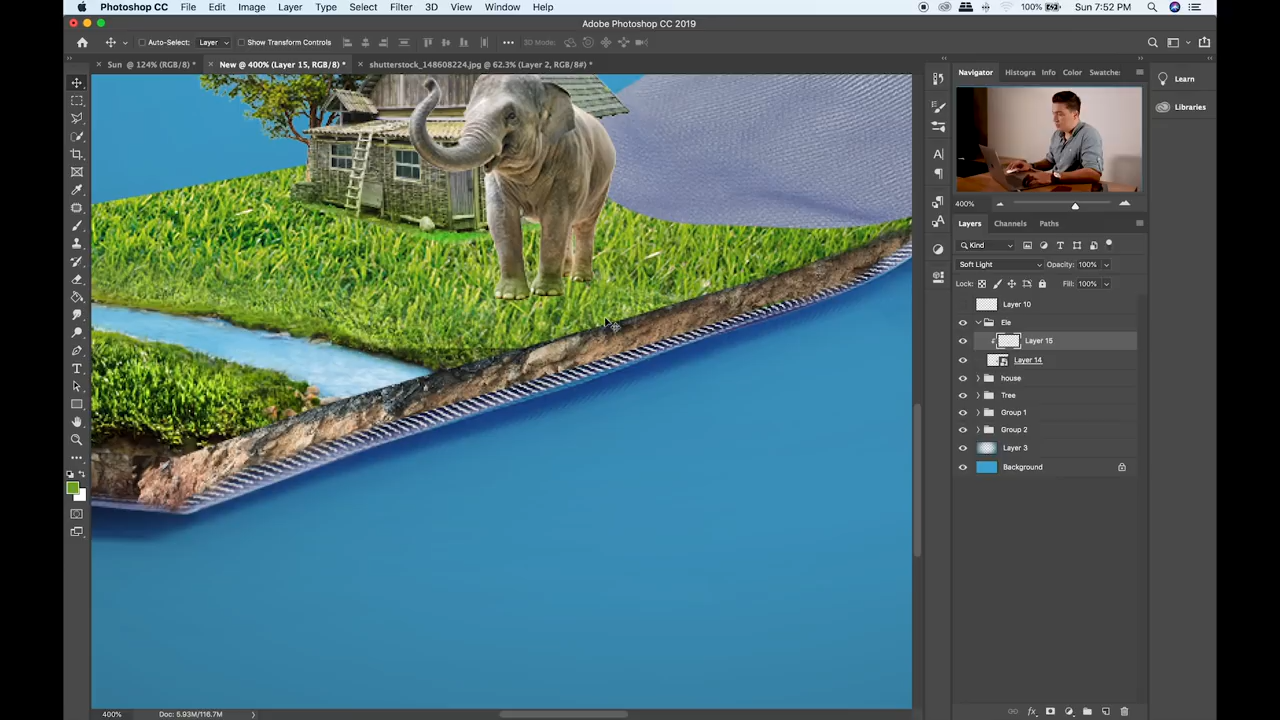 Photoshop CC File Edit Image Layer Type Select Filter 3D View Window Help 100% Sun 7:52 PM
Adobe Photoshop CC 2019
Auto-Select: Layer Show Transform Controls 3D Mode:
Sun @ 124% (RGB/8) * New @ 400% (Layer 15, RGB/8) * shutterstock_148608224.jpg @ 62.3% (Layer 2, RGB/8#) *
Navigator Histogra Info Color Swatche:
Learn
Libraries
400%
Layers Channels Paths
Kind
Soft Light Opacity: 100%
Lock: Fill: 100%
Layer 10
Ele
Layer 15
Layer 14
house
Tree
Group 1
Group 2
Layer 3
Background
400% Doc: 5.93M/116.7M